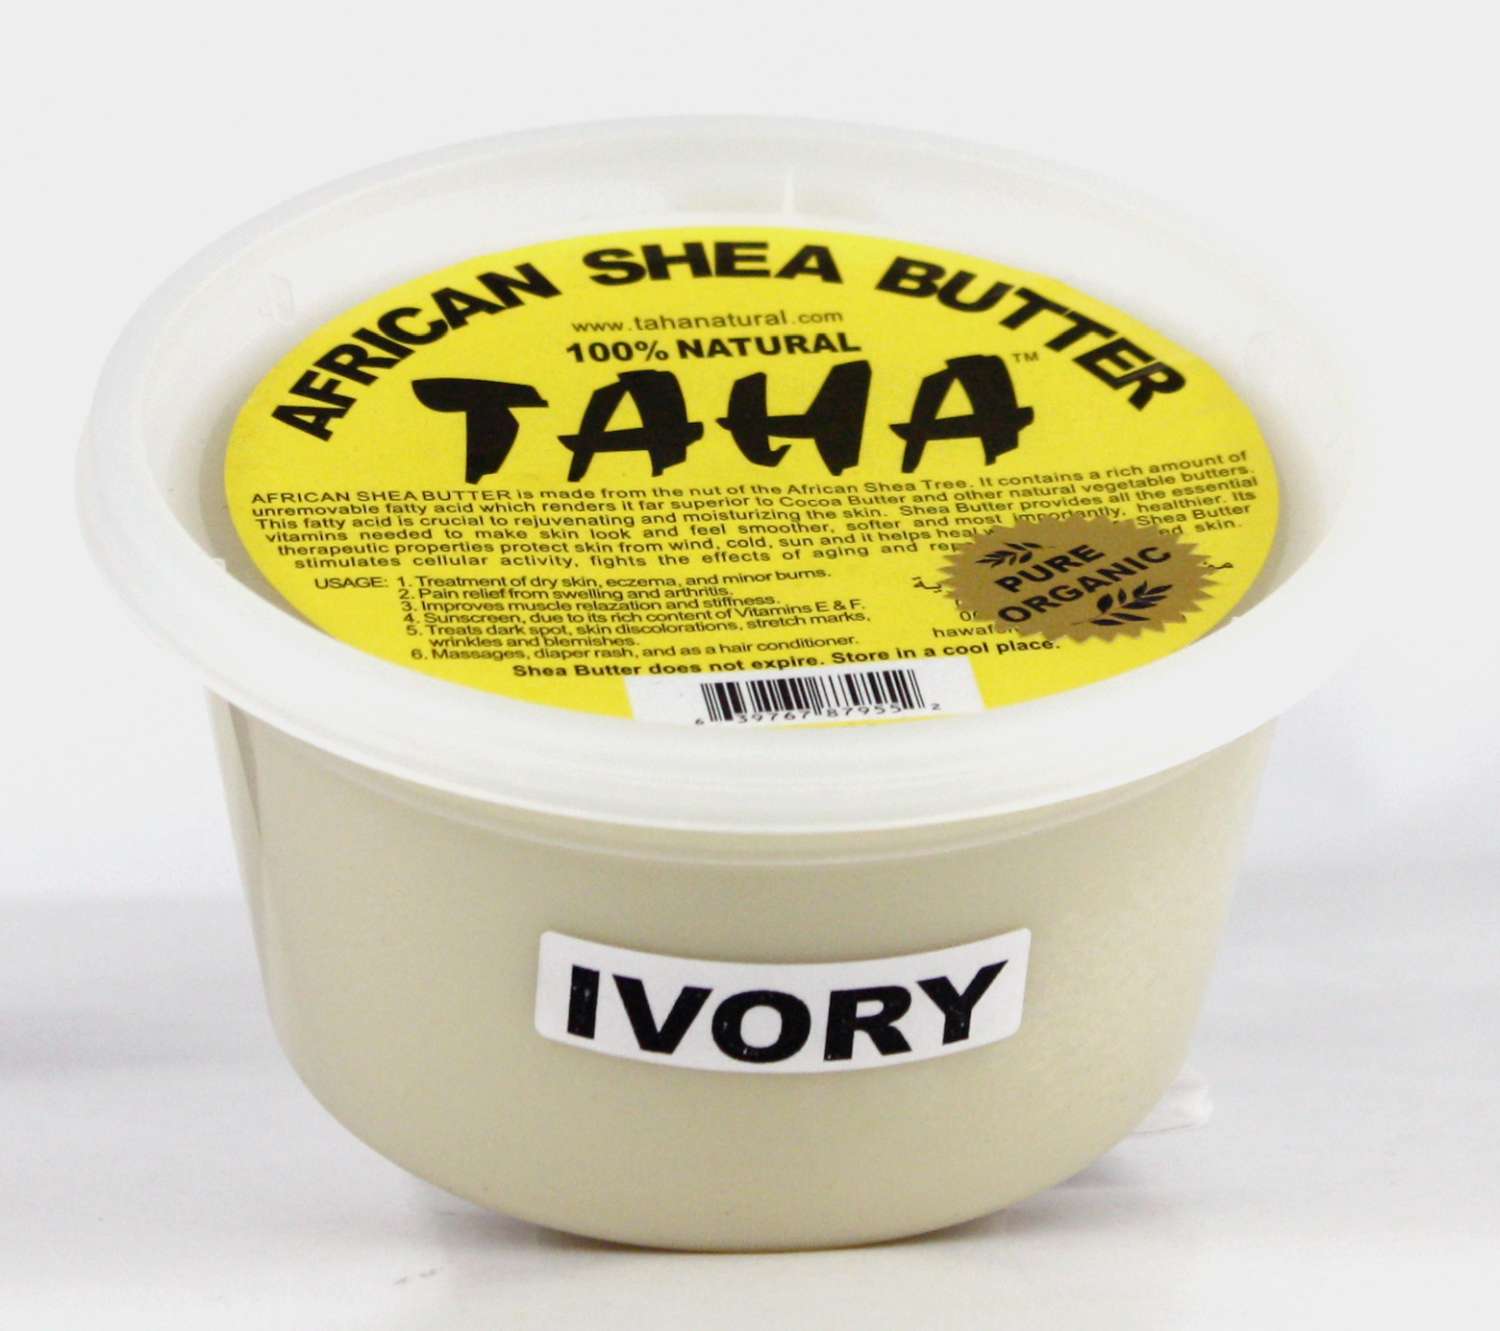 AFRICAN SHEA BUTTER
www.tahanatural.com
100% NATURAL
TAHA™
AFRICAN SHEA BUTTER is made from the nut of the African Shea Tree. It contains a rich amount of
unremovable fatty acid which renders it far superior to Cocoa Butter and other natural vegetable butters.
This fatty acid is crucial to rejuvenating and moisturizing the skin. Shea Butter provides all the essential
vitamins needed to make skin look and feel smoother, softer and most importantly, healthier. Its
therapeutic properties protect skin from wind, cold, sun and it helps heal Shea Butter
stimulates cellular activity, fights the effects of aging and skin.
PURE
ORGANIC
USAGE: 1. Treatment of dry skin, eczema, and minor burns.
2. Pain relief from swelling and arthritis.
3. Improves muscle relazation and stiffness.
4. Sunscreen, due to its rich content of Vitamins E & F.
5. Treats dark spot, skin discolorations, stretch marks,
wrinkles and blemishes.
6. Massages, diaper rash, and as a hair conditioner.
Shea Butter does not expire. Store in a cool place.
6 39767 87955 2
IVORY